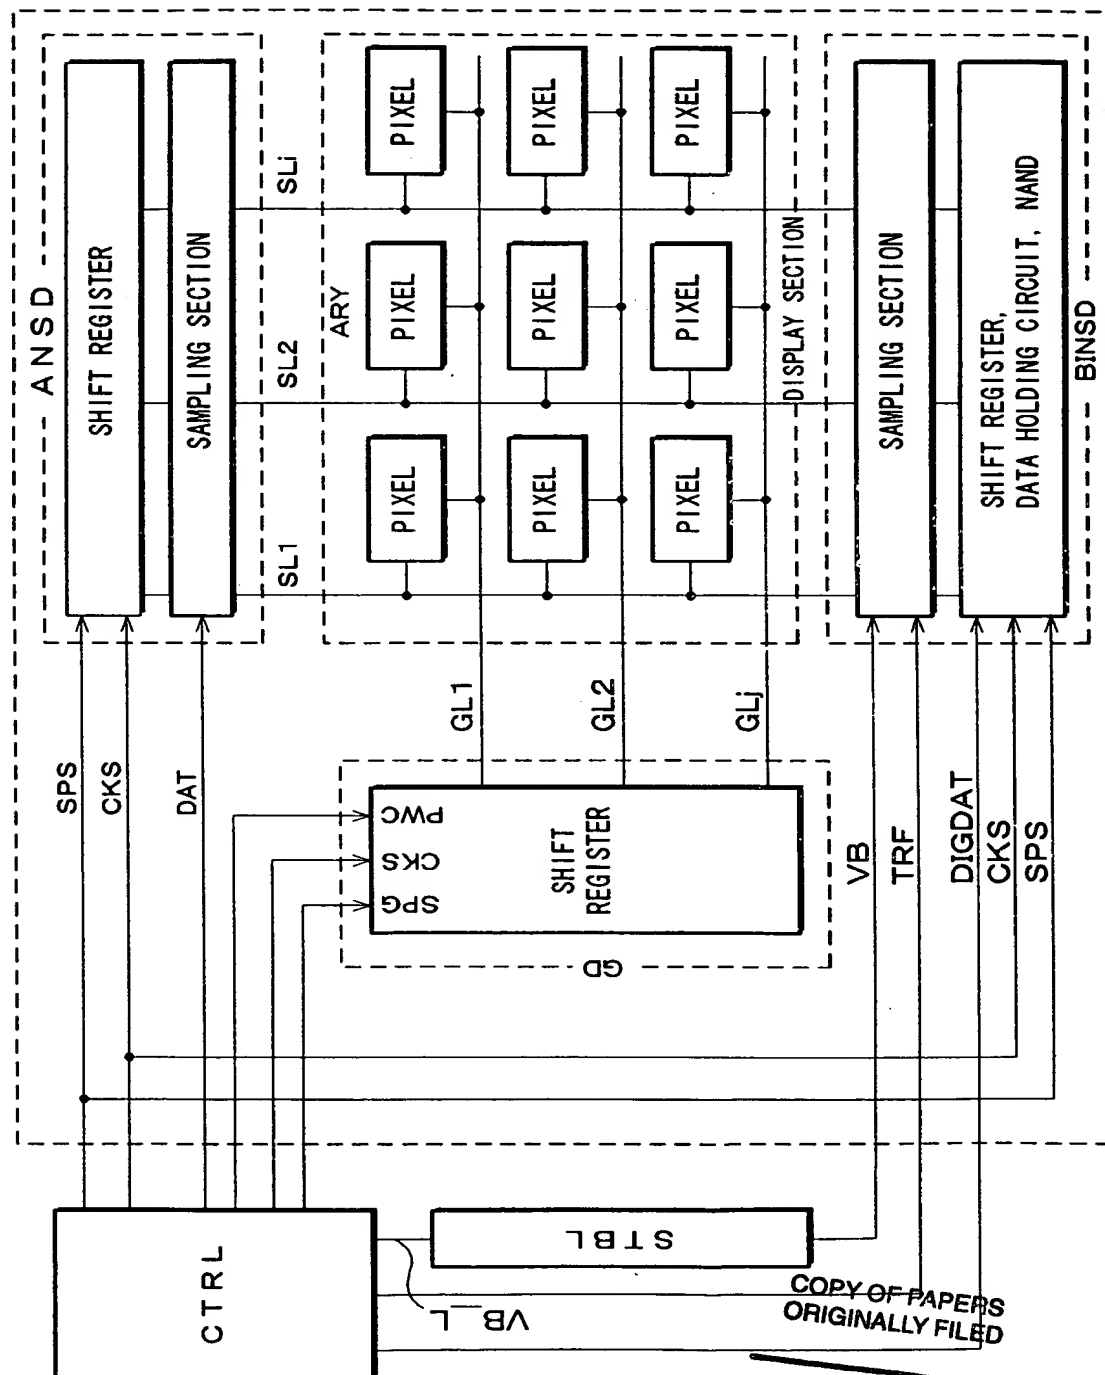 ANSD
SHIFT REGISTER
SAMPLING SECTION
SPS
CKS
DAT
SL1
SL2
SLi
ARY
PIXEL
PIXEL
PIXEL
PIXEL
PIXEL
PIXEL
PIXEL
PIXEL
PIXEL
DISPLAY SECTION
GL1
GL2
GLj
PWC
CKS
SPG
SHIFT
REGISTER
GD
SAMPLING SECTION
SHIFT REGISTER,
DATA HOLDING CIRCUIT, NAND
BINSD
VB
TRF
DIGDAT
CKS
SPS
CTRL
STBL
VB_L
COPY OF PAPERS
ORIGINALLY FILED